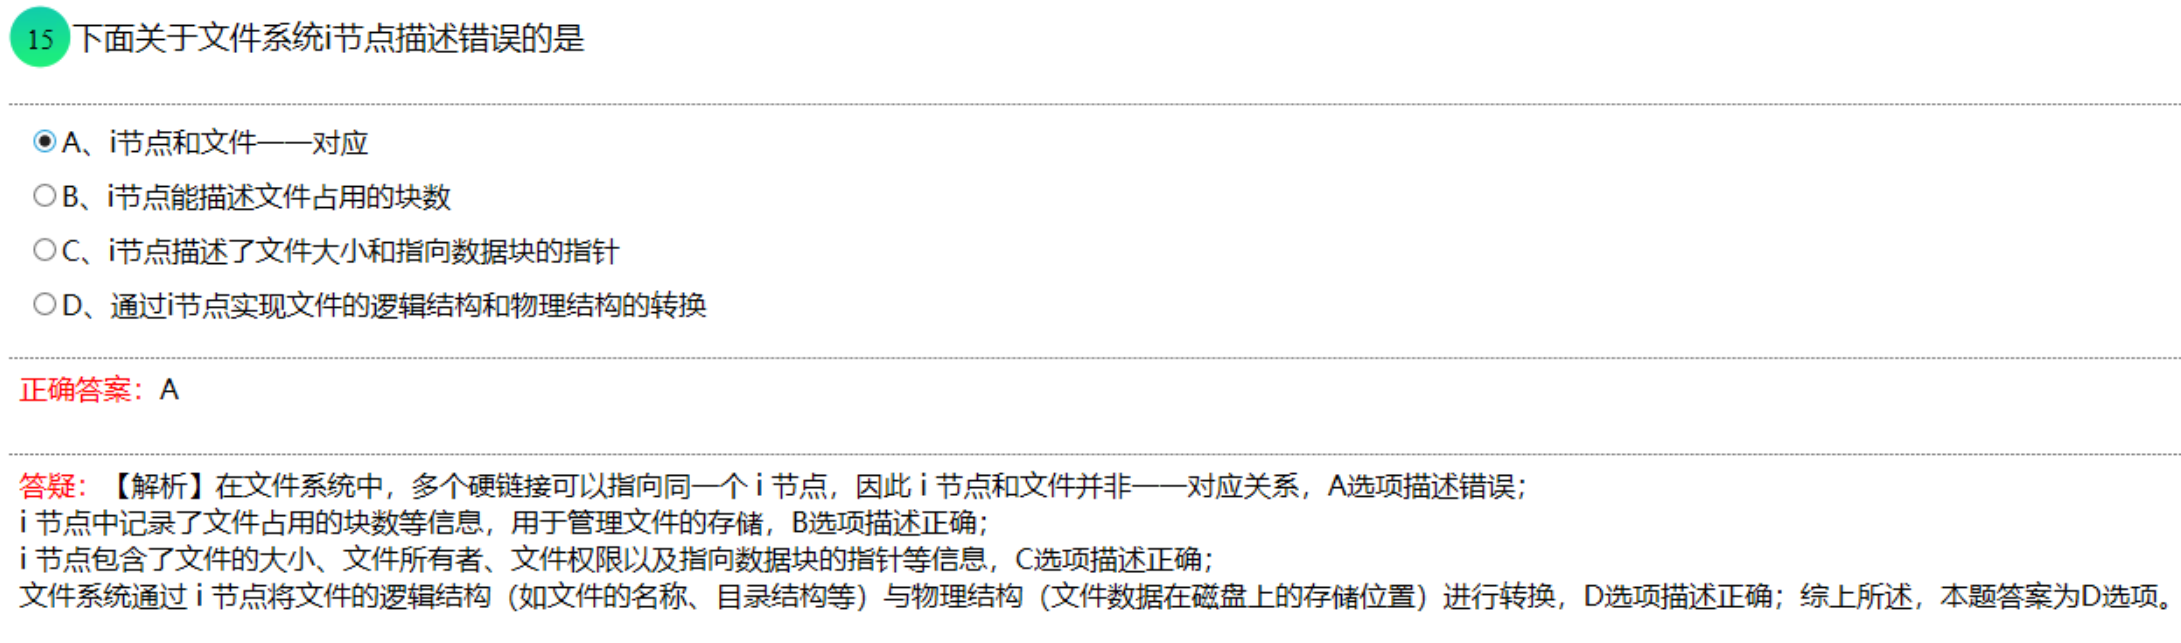 15 下面关于文件系统i节点描述错误的是
A、i节点和文件一一对应
B、i节点能描述文件占用的块数
C、i节点描述了文件大小和指向数据块的指针
D、通过i节点实现文件的逻辑结构和物理结构的转换
正确答案：A
答疑：【解析】在文件系统中，多个硬链接可以指向同一个 i 节点，因此 i 节点和文件并非一一对应关系，A选项描述错误；
i 节点中记录了文件占用的块数等信息，用于管理文件的存储，B选项描述正确；
i 节点包含了文件的大小、文件所有者、文件权限以及指向数据块的指针等信息，C选项描述正确；
文件系统通过 i 节点将文件的逻辑结构（如文件的名称、目录结构等）与物理结构（文件数据在磁盘上的存储位置）进行转换，D选项描述正确；综上所述，本题答案为D选项。